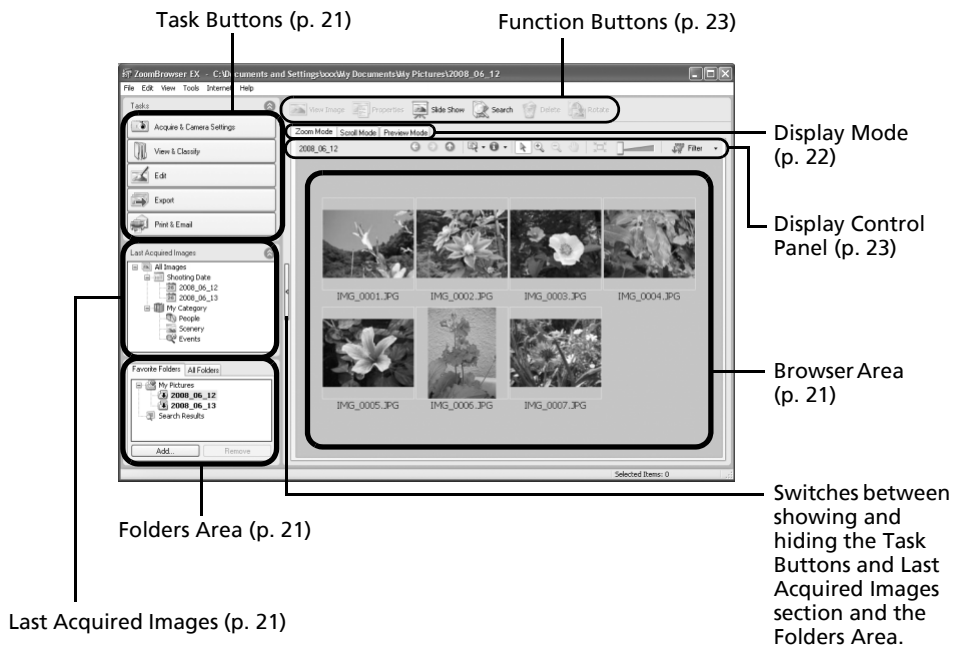 Task Buttons (p. 21)
Function Buttons (p. 23)
ZoomBrowser EX - C:\Documents and Settings\xxx\My Documents\My Pictures\2008_06_12
File Edit View Tools Internet Help
Tasks
View Image Properties Slide Show Search Delete Rotate
Acquire & Camera Settings
View & Classify
Edit
Export
Print & Email
Zoom Mode Scroll Mode Preview Mode
2008_06_12 Filter
Display Mode
(p. 22)
Display Control
Panel (p. 23)
Last Acquired Images
All Images
Shooting Date
2008_06_12
2008_06_13
My Category
People
Scenery
Events
IMG_0001.JPG IMG_0002.JPG IMG_0003.JPG IMG_0004.JPG
Favorite Folders All Folders
My Pictures
2008_06_12
2008_06_13
Search Results
Add... Remove
IMG_0005.JPG IMG_0006.JPG IMG_0007.JPG
Browser Area
(p. 21)
Selected Items: 0
Switches between
showing and
hiding the Task
Buttons and Last
Acquired Images
section and the
Folders Area.
Folders Area (p. 21)
Last Acquired Images (p. 21)